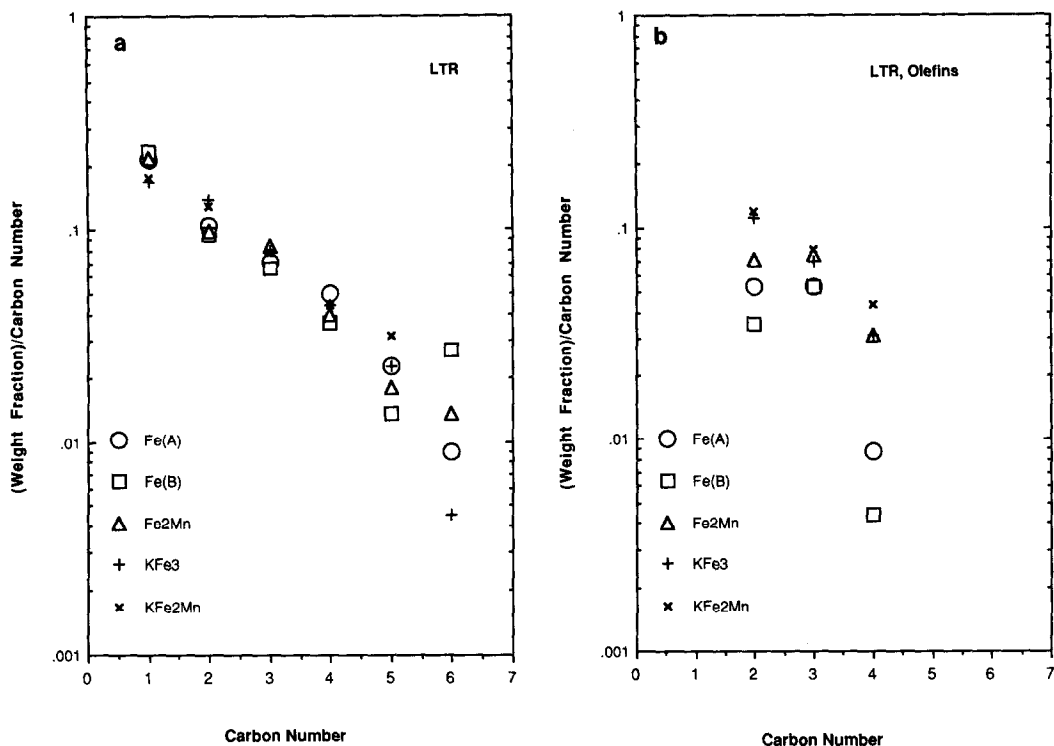 a
LTR
(Weight Fraction)/Carbon Number
1
.1
.01
.001
Fe(A)
Fe(B)
Fe2Mn
KFe3
KFe2Mn
0 1 2 3 4 5 6 7
Carbon Number
b
LTR, Olefins
(Weight Fraction)/Carbon Number
1
.1
.01
.001
Fe(A)
Fe(B)
Fe2Mn
KFe3
KFe2Mn
0 1 2 3 4 5 6 7
Carbon Number